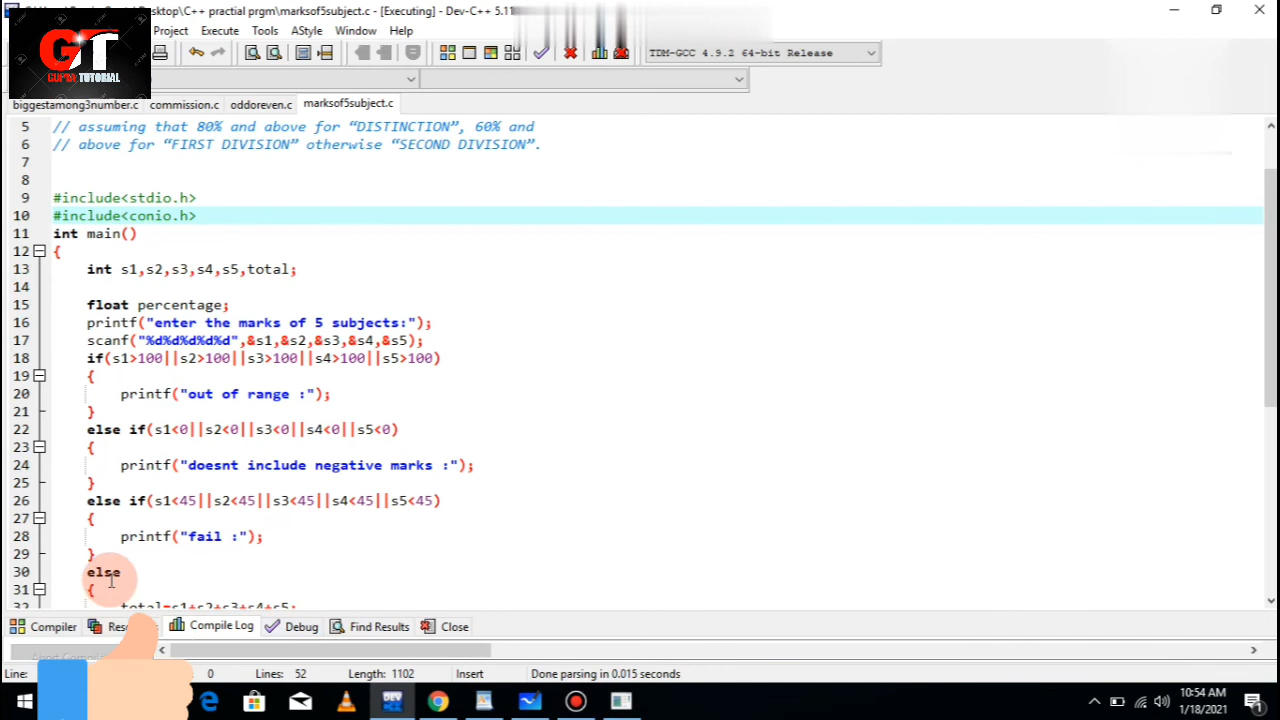 Desktop\C++ practial prgm\marksof5subject.c - [Executing] - Dev-C++ 5.11
GT
GUPTA TUTORIAL
Project Execute Tools AStyle Window Help
TDM-GCC 4.9.2 64-bit Release
biggestamong3number.c commission.c oddoreven.c marksof5subject.c
5 // assuming that 80% and above for “DISTINCTION”, 60% and
6 // above for “FIRST DIVISION” otherwise “SECOND DIVISION”.
7
8
9 #include<stdio.h>
10 #include<conio.h>
11 int main()
12 {
13 int s1,s2,s3,s4,s5,total;
14
15 float percentage;
16 printf("enter the marks of 5 subjects:");
17 scanf("%d%d%d%d%d",&s1,&s2,&s3,&s4,&s5);
18 if(s1>100||s2>100||s3>100||s4>100||s5>100)
19 {
20 printf("out of range :");
21 }
22 else if(s1<0||s2<0||s3<0||s4<0||s5<0)
23 {
24 printf("doesnt include negative marks :");
25 }
26 else if(s1<45||s2<45||s3<45||s4<45||s5<45)
27 {
28 printf("fail :");
29 }
30 else
31 {
32 total=s1+s2+s3+s4+s5;
Compiler Compile Log Debug Find Results Close
Line: 0 Lines: 52 Length: 1102 Insert Done parsing in 0.015 seconds
DEV
10:54 AM
1/18/2021
1